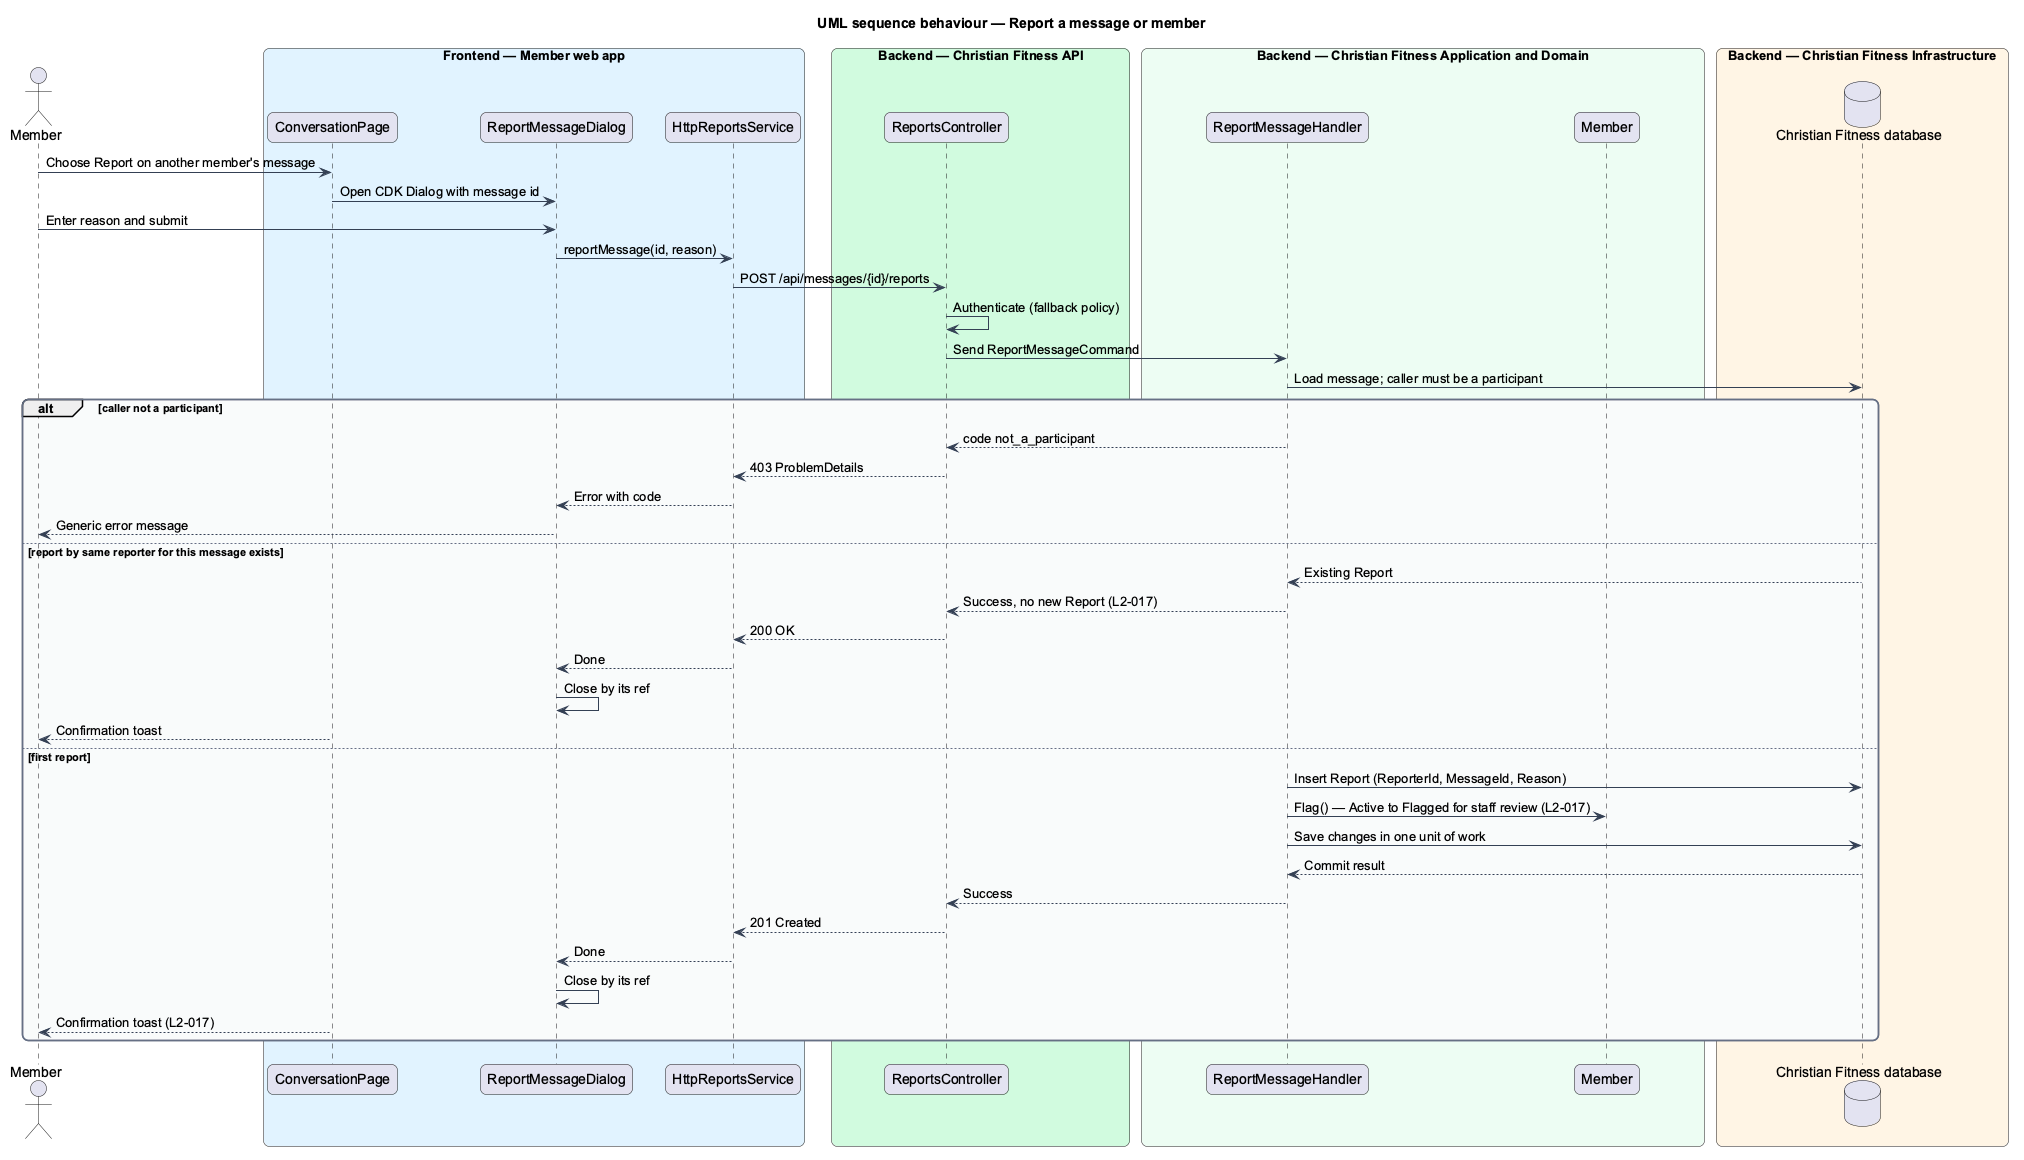 UML sequence behaviour — Report a message or member
Frontend — Member web app
Backend — Christian Fitness API
Backend — Christian Fitness Application and Domain
Backend — Christian Fitness Infrastructure
Member
ConversationPage
ReportMessageDialog
HttpReportsService
ReportsController
ReportMessageHandler
Member
Christian Fitness database
Choose Report on another member's message
Open CDK Dialog with message id
Enter reason and submit
reportMessage(id, reason)
POST /api/messages/{id}/reports
Authenticate (fallback policy)
Send ReportMessageCommand
Load message; caller must be a participant
alt [caller not a participant]
code not_a_participant
403 ProblemDetails
Error with code
Generic error message
[report by same reporter for this message exists]
Existing Report
Success, no new Report (L2-017)
200 OK
Done
Close by its ref
Confirmation toast
[first report]
Insert Report (ReporterId, MessageId, Reason)
Flag() — Active to Flagged for staff review (L2-017)
Save changes in one unit of work
Commit result
Success
201 Created
Done
Close by its ref
Confirmation toast (L2-017)
Member
ConversationPage
ReportMessageDialog
HttpReportsService
ReportsController
ReportMessageHandler
Member
Christian Fitness database